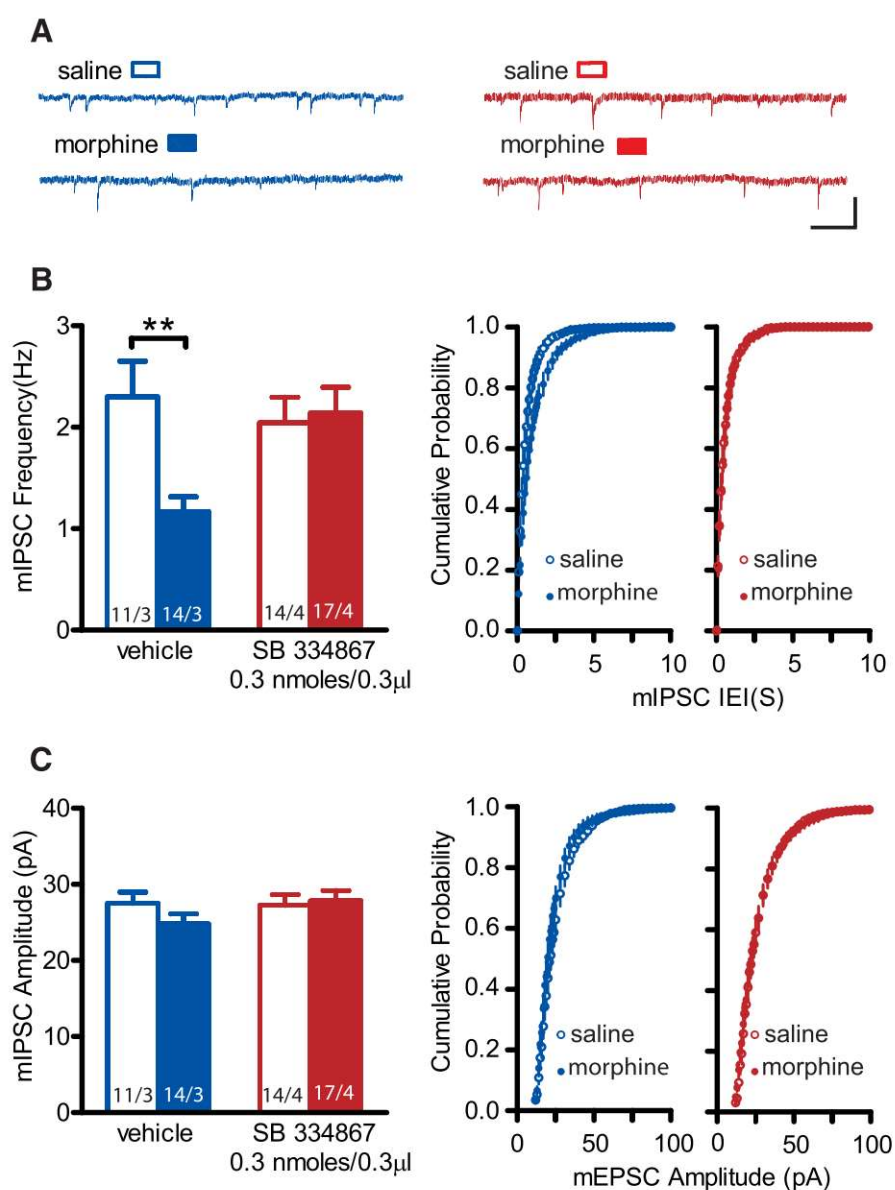 A
saline
morphine
saline
morphine
B
mIPSC Frequency(Hz)
3
2
1
0
**
11/3
14/3
14/4
17/4
vehicle
SB 334867
0.3 nmoles/0.3µl
Cumulative Probability
1.0
0.8
0.6
0.4
0.2
0.0
saline
morphine
saline
morphine
0
5
10
0
5
10
mIPSC IEI(S)
C
mIPSC Amplitude (pA)
40
30
20
10
0
11/3
14/3
14/4
17/4
vehicle
SB 334867
0.3 nmoles/0.3µl
Cumulative Probability
1.0
0.8
0.6
0.4
0.2
0.0
saline
morphine
saline
morphine
0
50
100
0
50
100
mEPSC Amplitude (pA)